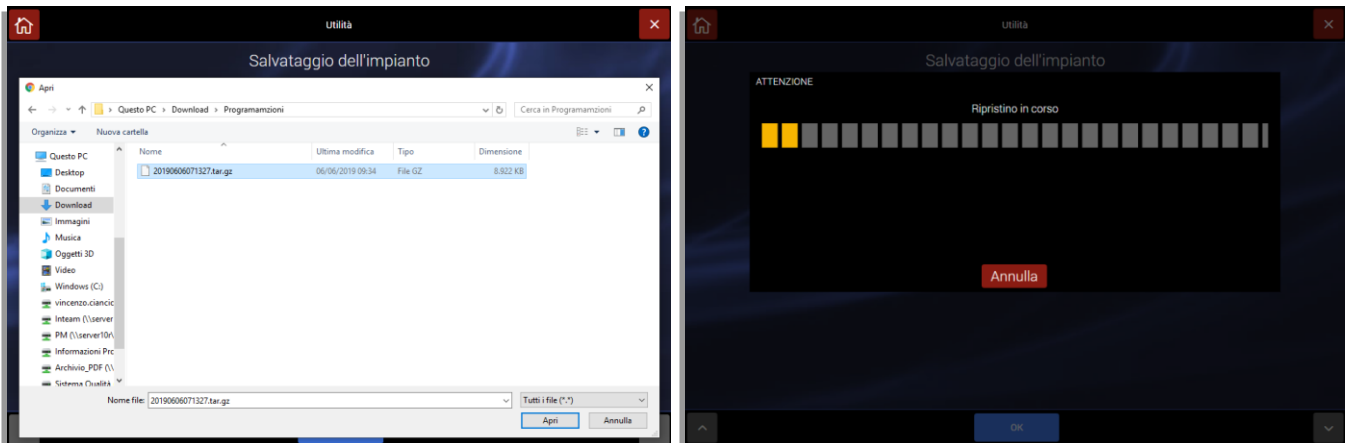 Utilità
Salvataggio dell'impianto
Apri
Questo PC > Download > Programamzioni
Cerca in Programamzioni
Organizza
Nuova cartella
Nome
Ultima modifica
Tipo
Dimensione
20190606071327.tar.gz
06/06/2019 09:34
File GZ
8.922 KB
Questo PC
Desktop
Documenti
Download
Immagini
Musica
Oggetti 3D
Video
Windows (C:)
vincenzo.ciancic
Inteam (\\server
PM (\\server10r\
Informazioni Prc
Archivio_PDF (\\
Sistema Qualità
Nome file: 20190606071327.tar.gz
Tutti i file (*.*)
Apri
Annulla
Utilità
Salvataggio dell'impianto
ATTENZIONE
Ripristino in corso
Annulla
OK